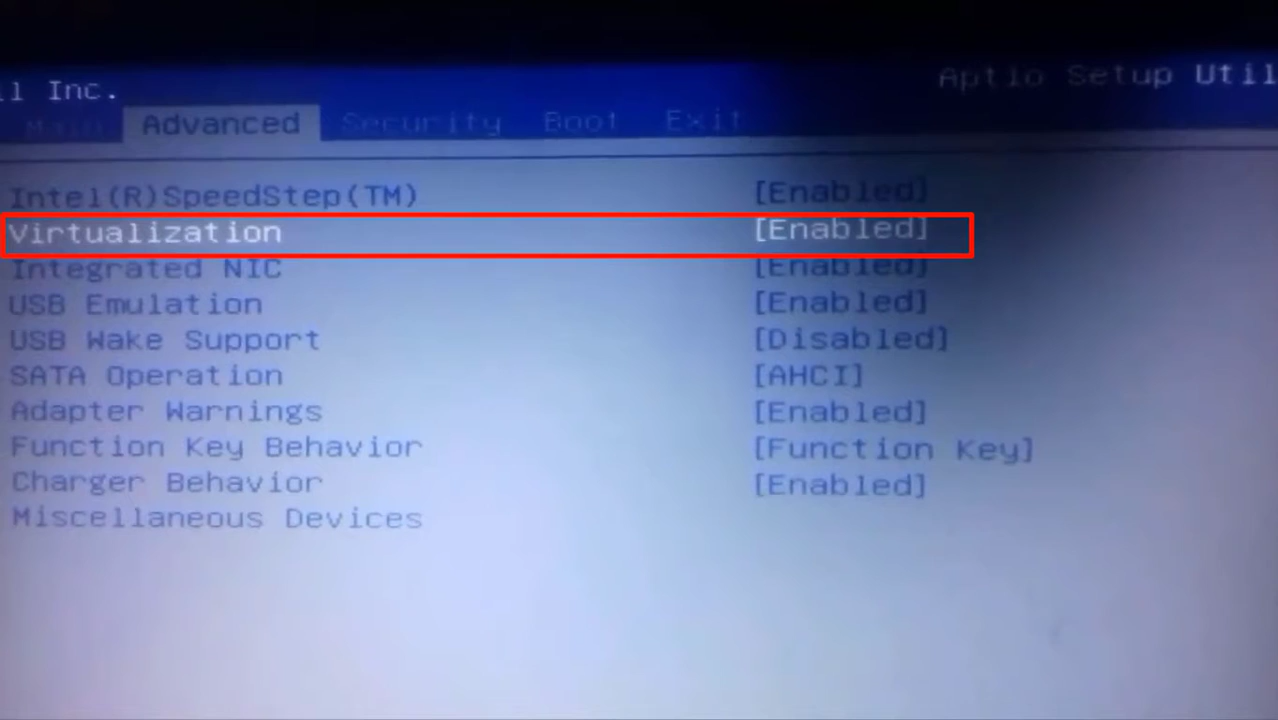 ll Inc.
Aptio Setup Util
Main Advanced Security Boot Exit
Intel(R)SpeedStep(TM) [Enabled]
Virtualization [Enabled]
Integrated NIC [Enabled]
USB Emulation [Enabled]
USB Wake Support [Disabled]
SATA Operation [AHCI]
Adapter Warnings [Enabled]
Function Key Behavior [Function Key]
Charger Behavior [Enabled]
Miscellaneous Devices